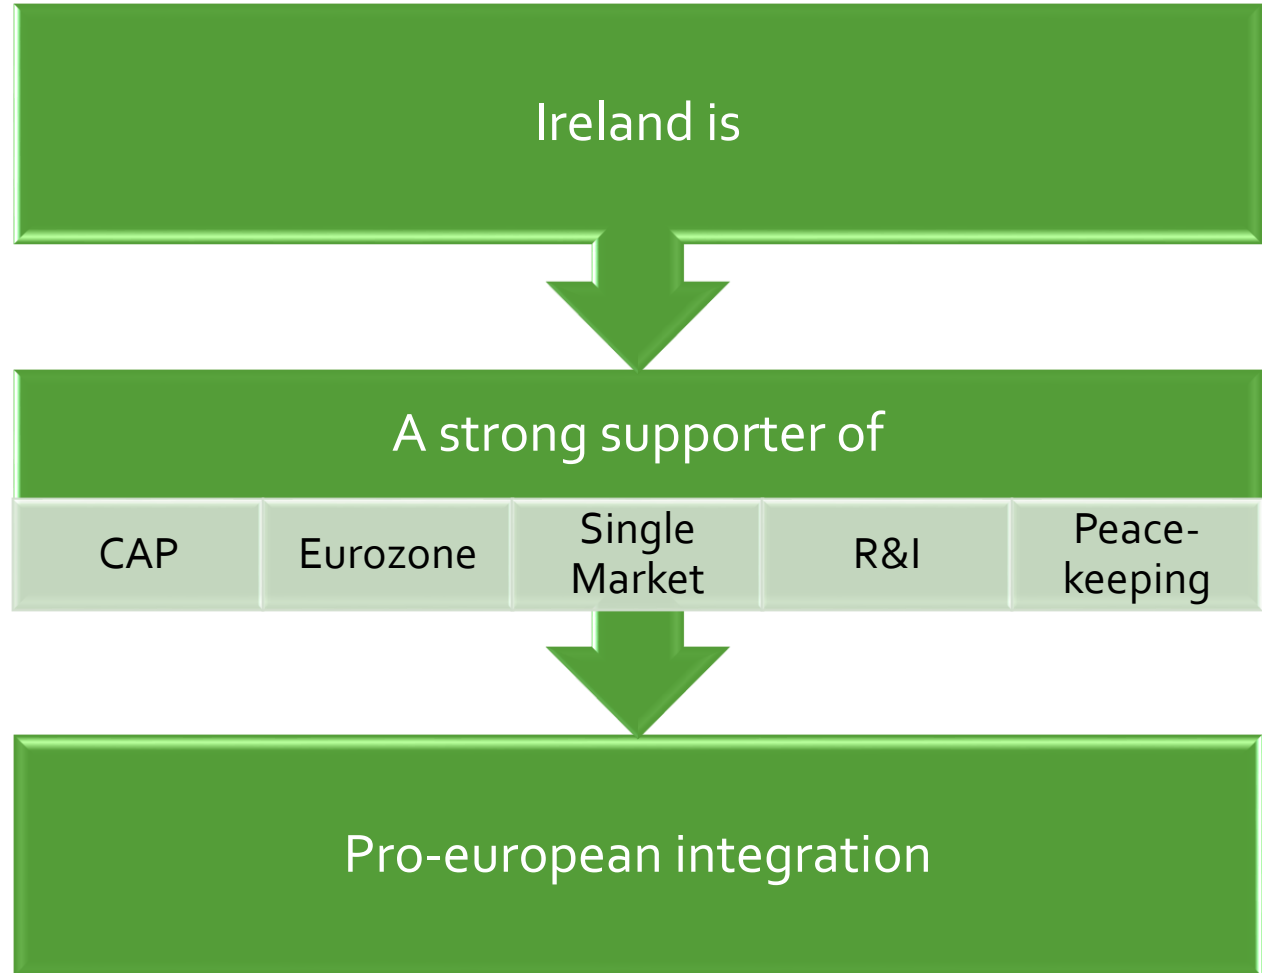 Ireland is
A strong supporter of
CAP
Eurozone
Single
Market
R&I
Peace-
keeping
Pro-european integration